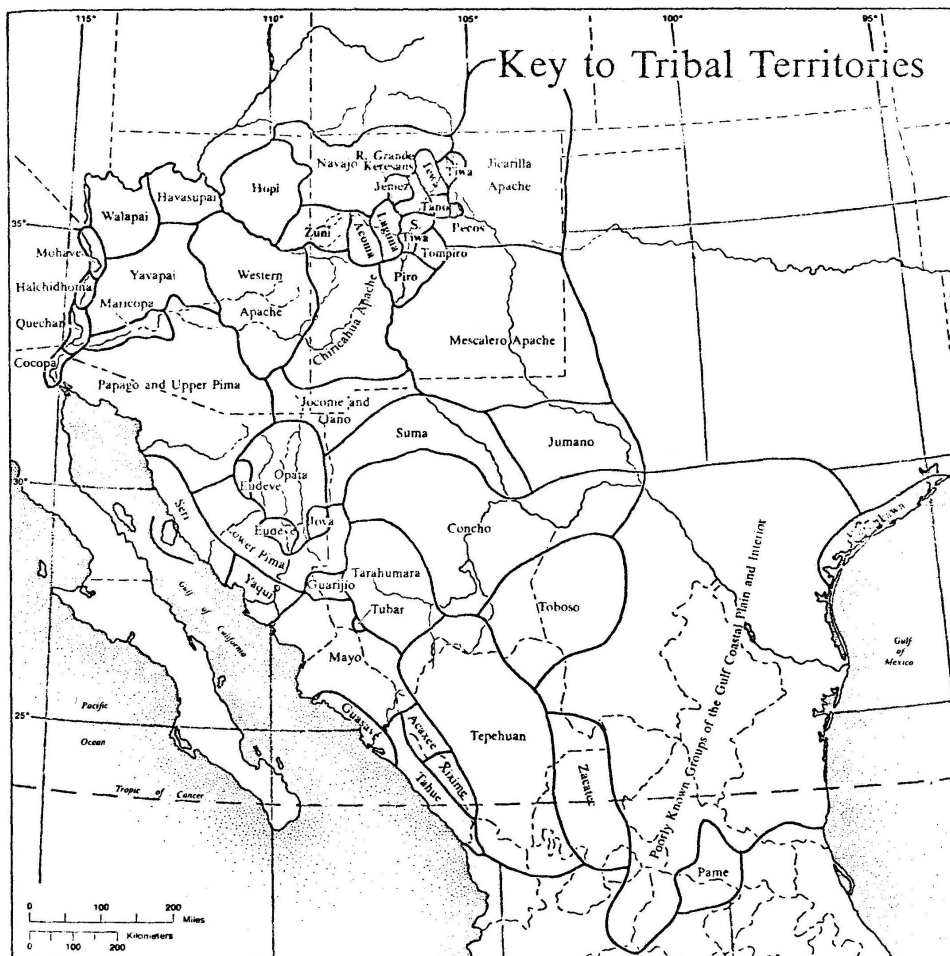 115°
110°
105°
100°
95°
Key to Tribal Territories
Navajo
R. Grande
Keresans
Tewa
N.
Tiwa
Jicarilla
Apache
Jemez
Hopi
Havasupai
Walapai
Tano
Pecos
35°
Zuni
Acoma
Laguna
S.
Tiwa
Tompiro
Mohave
Yavapai
Western
Apache
Piro
Halchidhoma
Maricopa
Chiricahua Apache
Quechan
Mescalero Apache
Cocopa
Papago and Upper Pima
Jocome and
Jano
Suma
Jumano
30°
Seri
Opata
Eudeve
Eudeve
Jova
Lower Pima
Concho
Yaqui
Guarijio
Tarahumara
Tubar
Toboso
Poorly Known Groups of the Gulf Coastal Plain and Interior
Gulf of California
Gulf
of
Mexico
Mayo
25°
Pacific
Ocean
Guasave
Acaxee
Xixime
Tahue
Tepehuan
Zacatec
Tropic of Cancer
Pame
0 100 200
Miles
0 100 200
Kilometers